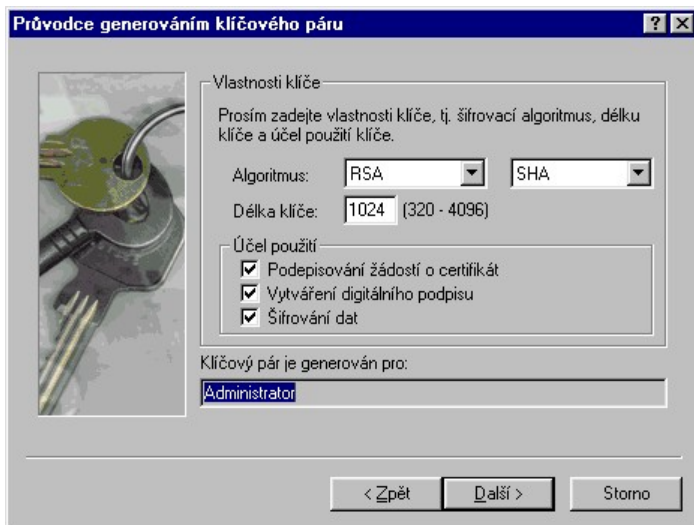 Průvodce generováním klíčového páru
Vlastnosti klíče
Prosím zadejte vlastnosti klíče, tj. šifrovací algoritmus, délku
klíče a účel použití klíče.
Algoritmus: RSA SHA
Délka klíče: 1024 (320 - 4096)
Účel použití
Podepisování žádostí o certifikát
Vytváření digitálního podpisu
Šifrování dat
Klíčový pár je generován pro:
Administrator
< Zpět Další > Storno